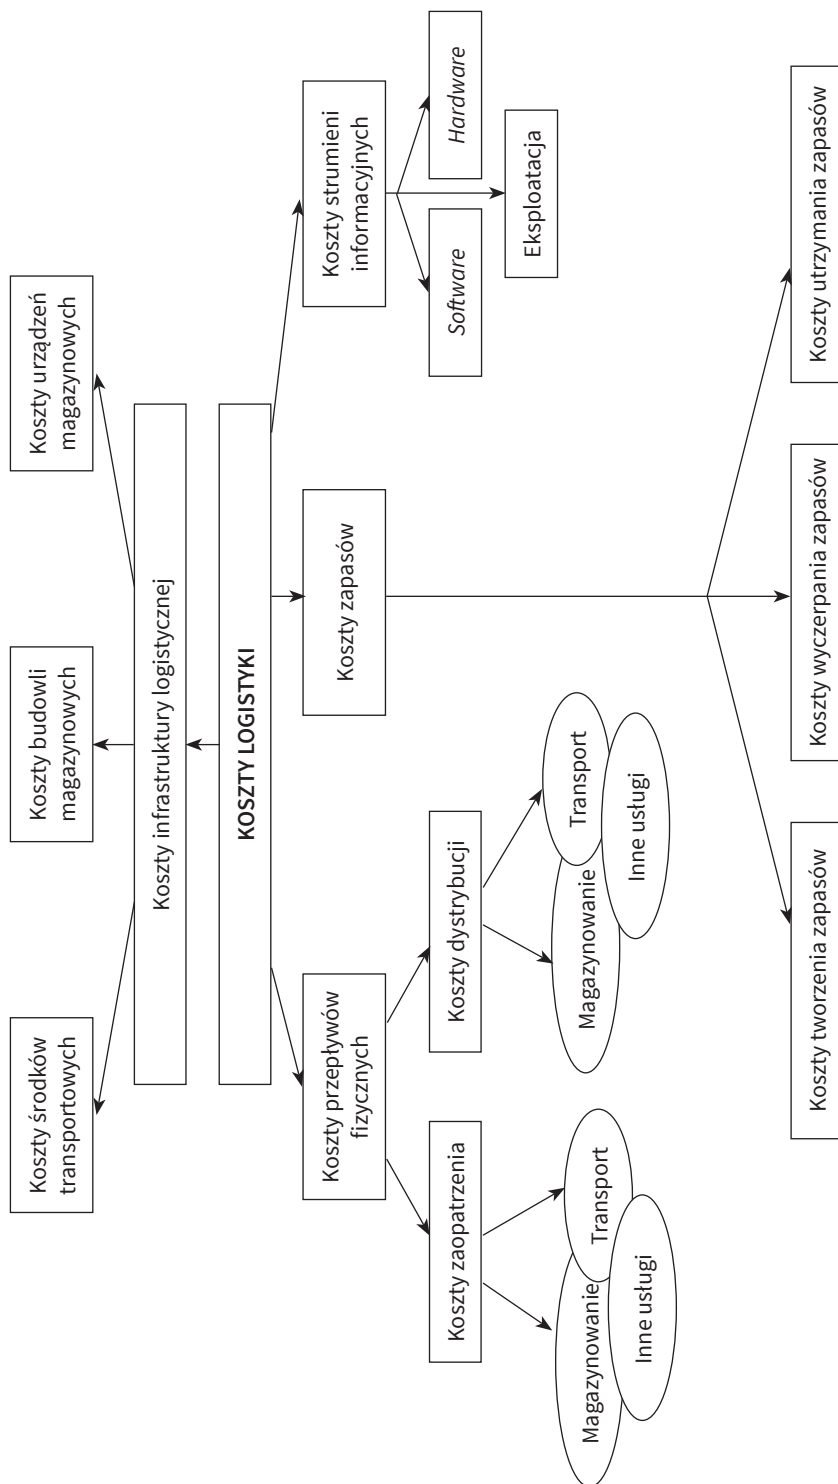 Koszty środków
transportowych
Koszty budowli
magazynowych
Koszty urządzeń
magazynowych
Koszty infrastruktury logistycznej
KOSZTY LOGISTYKI
Koszty przepływów
fizycznych
Koszty zapasów
Koszty strumieni
informacyjnych
Koszty zaopatrzenia
Koszty dystrybucji
Software
Hardware
Eksploatacja
Magazynowanie
Transport
Inne usługi
Magazynowanie
Transport
Inne usługi
Koszty tworzenia zapasów
Koszty wyczerpania zapasów
Koszty utrzymania zapasów